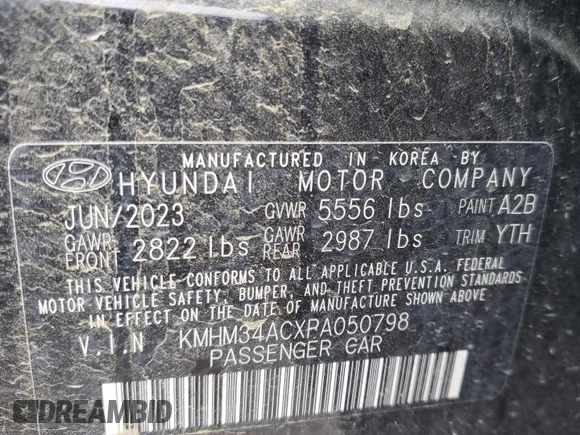 MANUFACTURED IN KOREA BY
HYUNDAI MOTOR COMPANY
JUN/2023 GVWR 5556 lbs PAINT A2B
GAWR FRONT 2822 lbs GAWR REAR 2987 lbs TRIM YTH
THIS VEHICLE CONFORMS TO ALL APPLICABLE U.S.A. FEDERAL
MOTOR VEHICLE SAFETY, BUMPER, AND THEFT PREVENTION STANDARDS
IN EFFECT ON THE DATE OF MANUFACTURE SHOWN ABOVE
V.I.N KMHM34ACXPA050798
PASSENGER CAR
DREAMBID